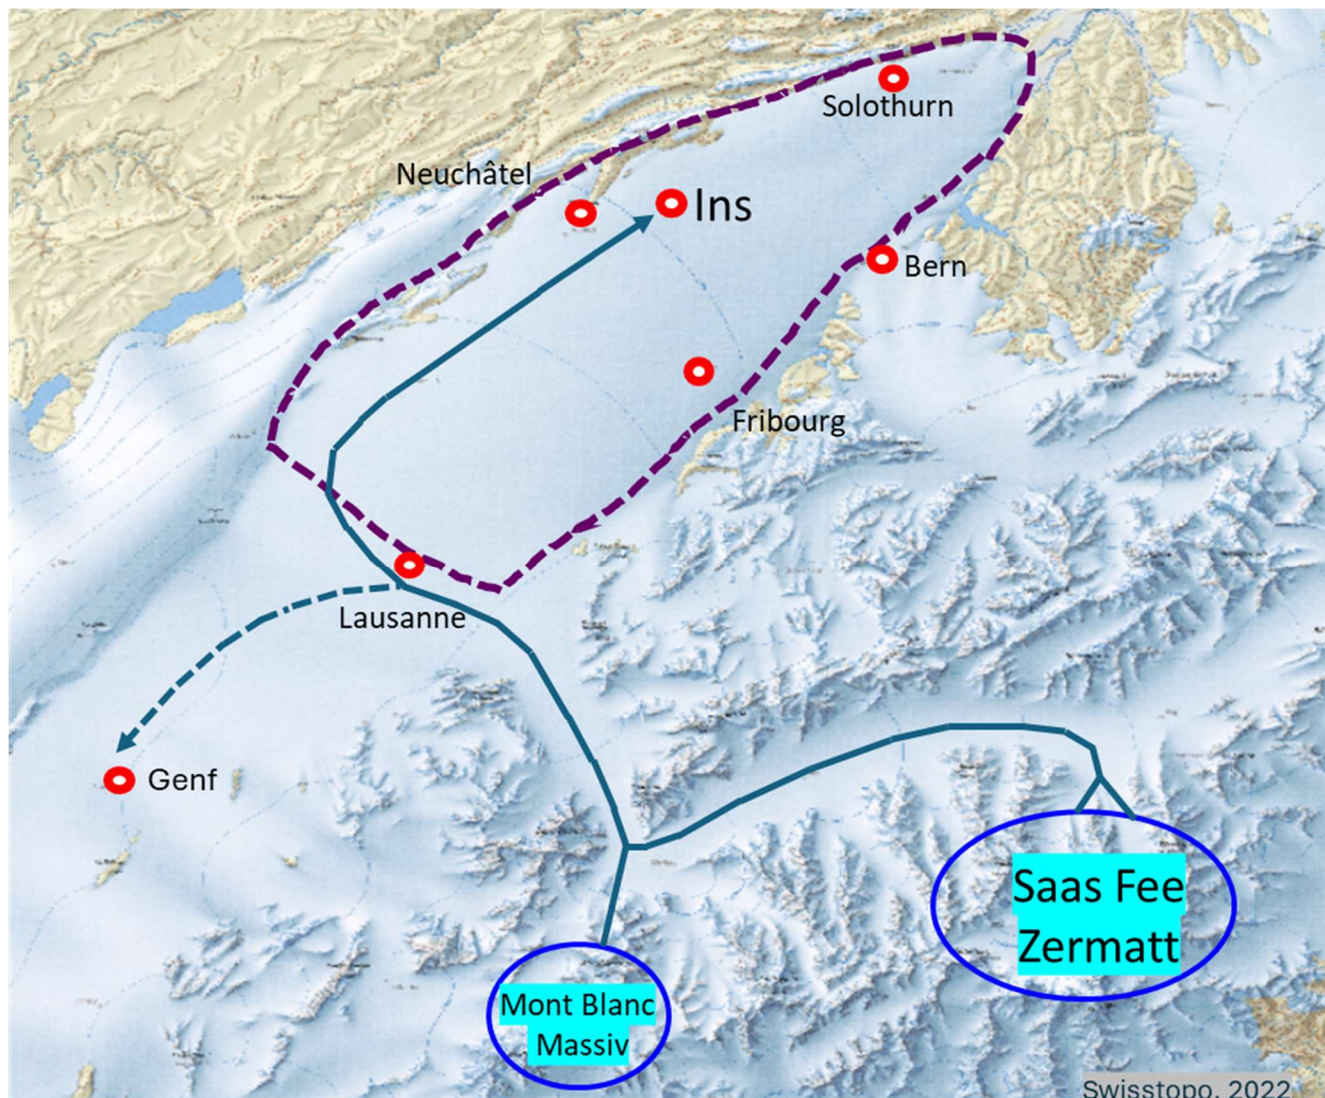 Solothurn
Neuchâtel
Ins
Bern
Fribourg
Lausanne
Genf
Saas Fee
Zermatt
Mont Blanc
Massiv
Swisstopo, 2022